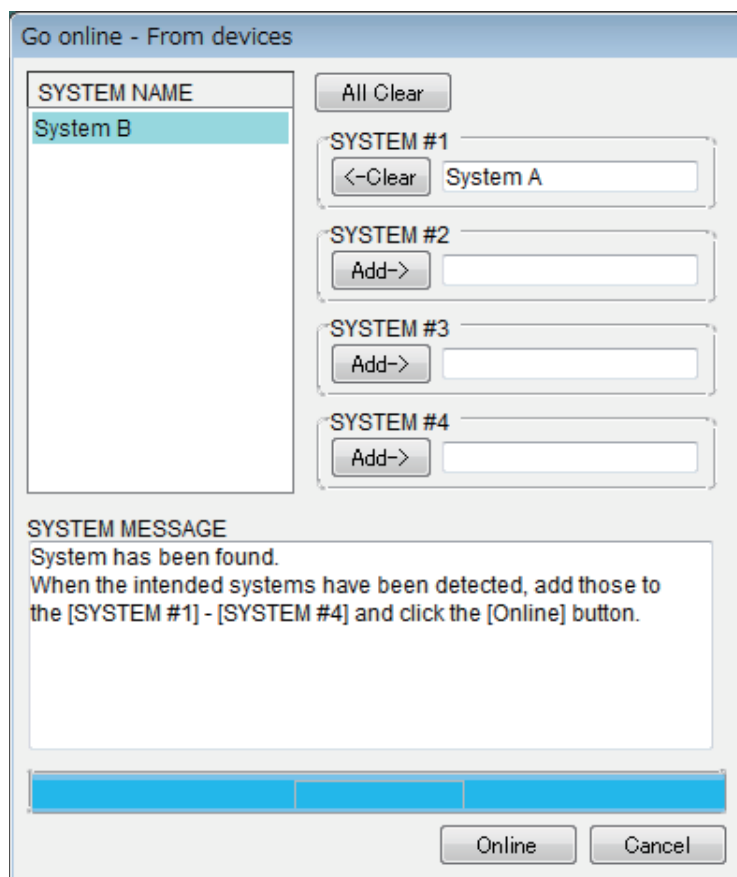 Go online - From devices
SYSTEM NAME
System B
All Clear
SYSTEM #1
<-Clear
System A
SYSTEM #2
Add->
SYSTEM #3
Add->
SYSTEM #4
Add->
SYSTEM MESSAGE
System has been found.
When the intended systems have been detected, add those to
the [SYSTEM #1] - [SYSTEM #4] and click the [Online] button.
Online
Cancel